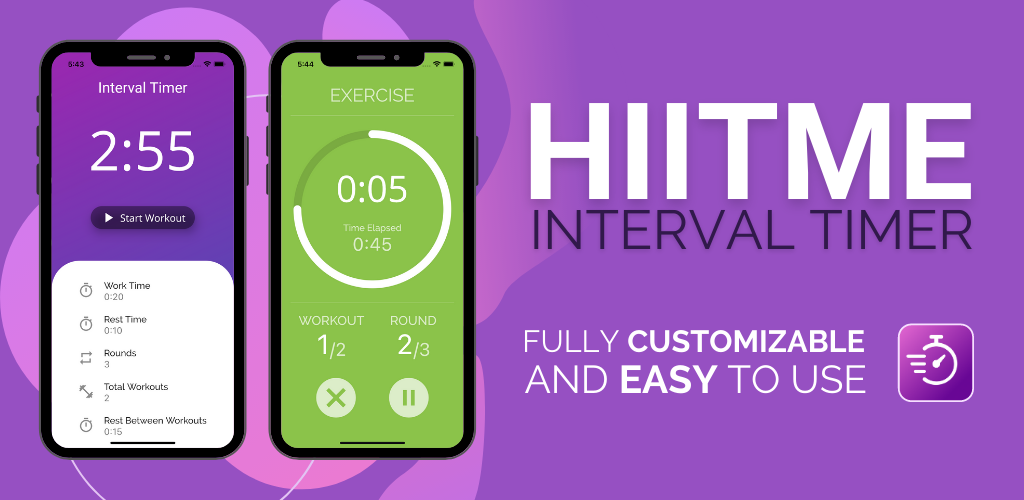 5:43
Interval Timer
2:55
Start Workout
Work Time
0:20
Rest Time
0:10
Rounds
3
Total Workouts
2
Rest Between Workouts
0:15
5:44
EXERCISE
0:05
Time Elapsed
0:45
WORKOUT ROUND
1/2 2/3
HIITME
INTERVAL TIMER
FULLY CUSTOMIZABLE
AND EASY TO USE